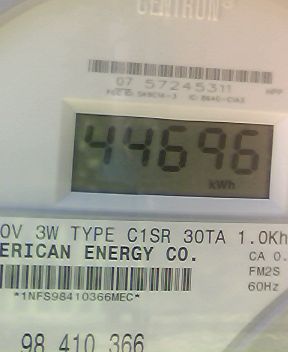 CENTRON®
07 57245311
44696
kWh
0V 3W TYPE C1SR 30TA 1.0Kh
ERICAN ENERGY CO.
CA 0.
FM2S
60Hz
*1NFS98410366MEC*
98 410 366